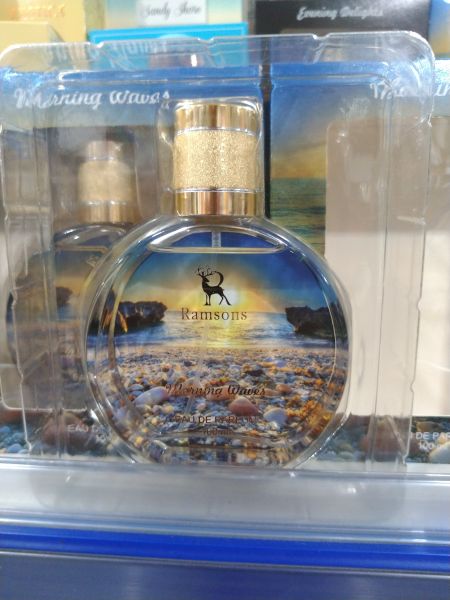 Sandy Shore
Evening Delights
Morning Waves
R
Ramsons
Morning Waves
EAU DE PARFUM